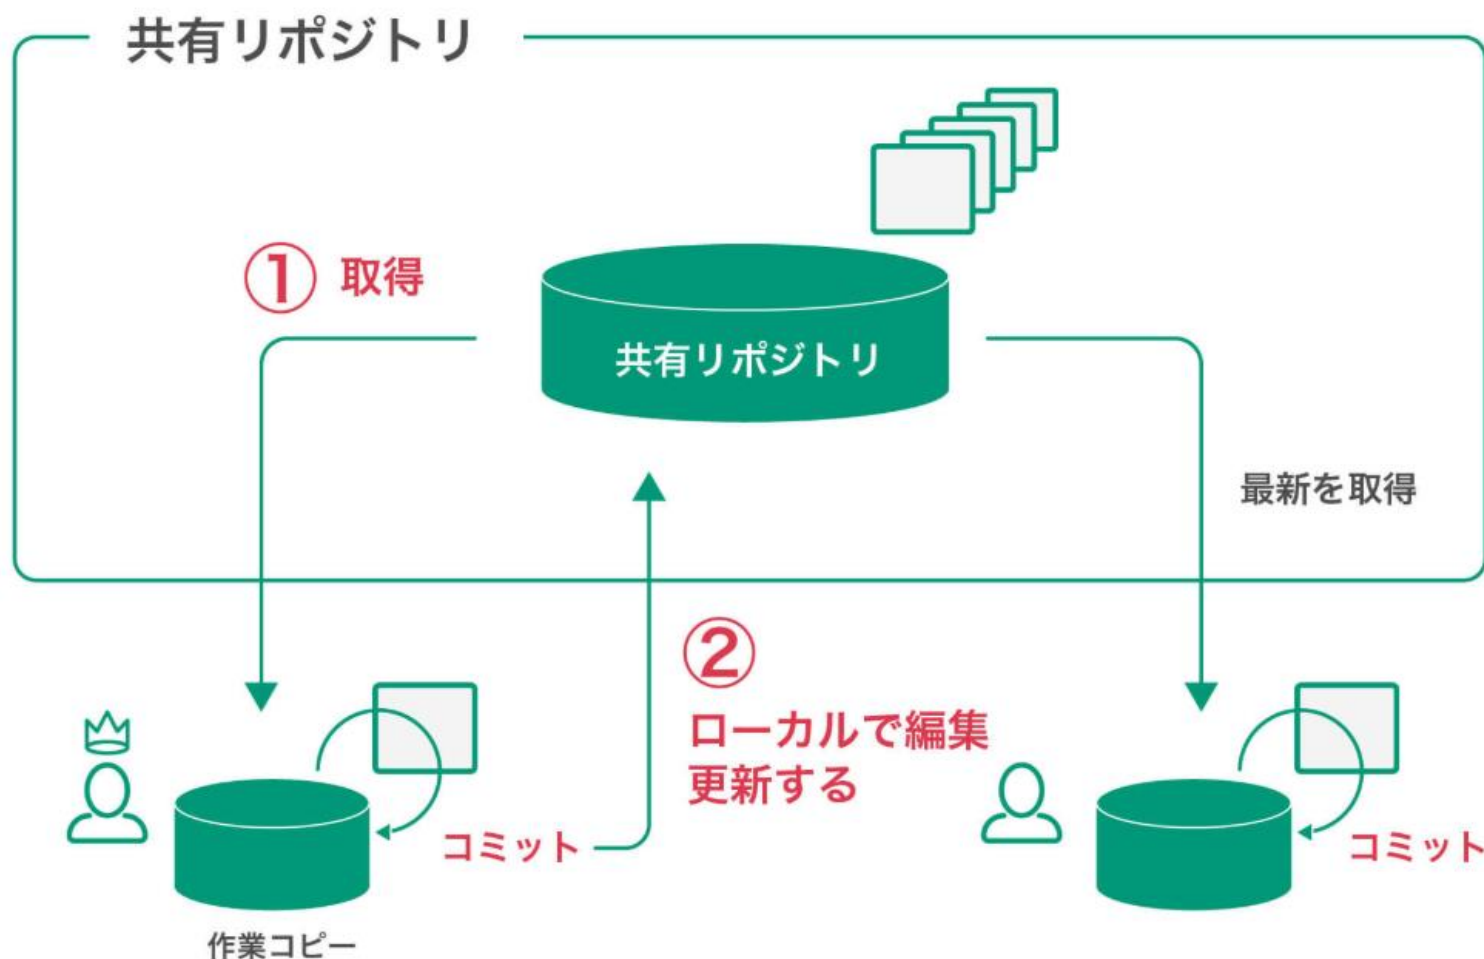 共有リポジトリ
① 取得
共有リポジトリ
最新を取得
②
ローカルで編集
更新する
コミット
コミット
作業コピー